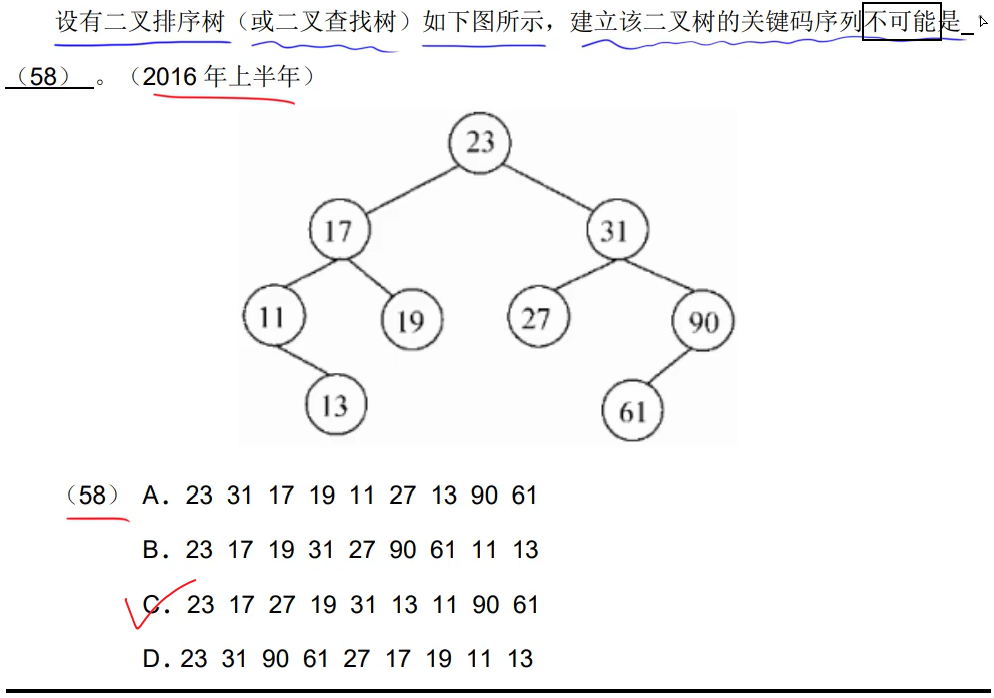 设有二叉排序树（或二叉查找树）如下图所示，建立该二叉树的关键码序列不可能是
（58）。（2016 年上半年）
23
17
31
11
19
27
90
13
61
（58） A. 23 31 17 19 11 27 13 90 61
B. 23 17 19 31 27 90 61 11 13
C. 23 17 27 19 31 13 11 90 61
D. 23 31 90 61 27 17 19 11 13